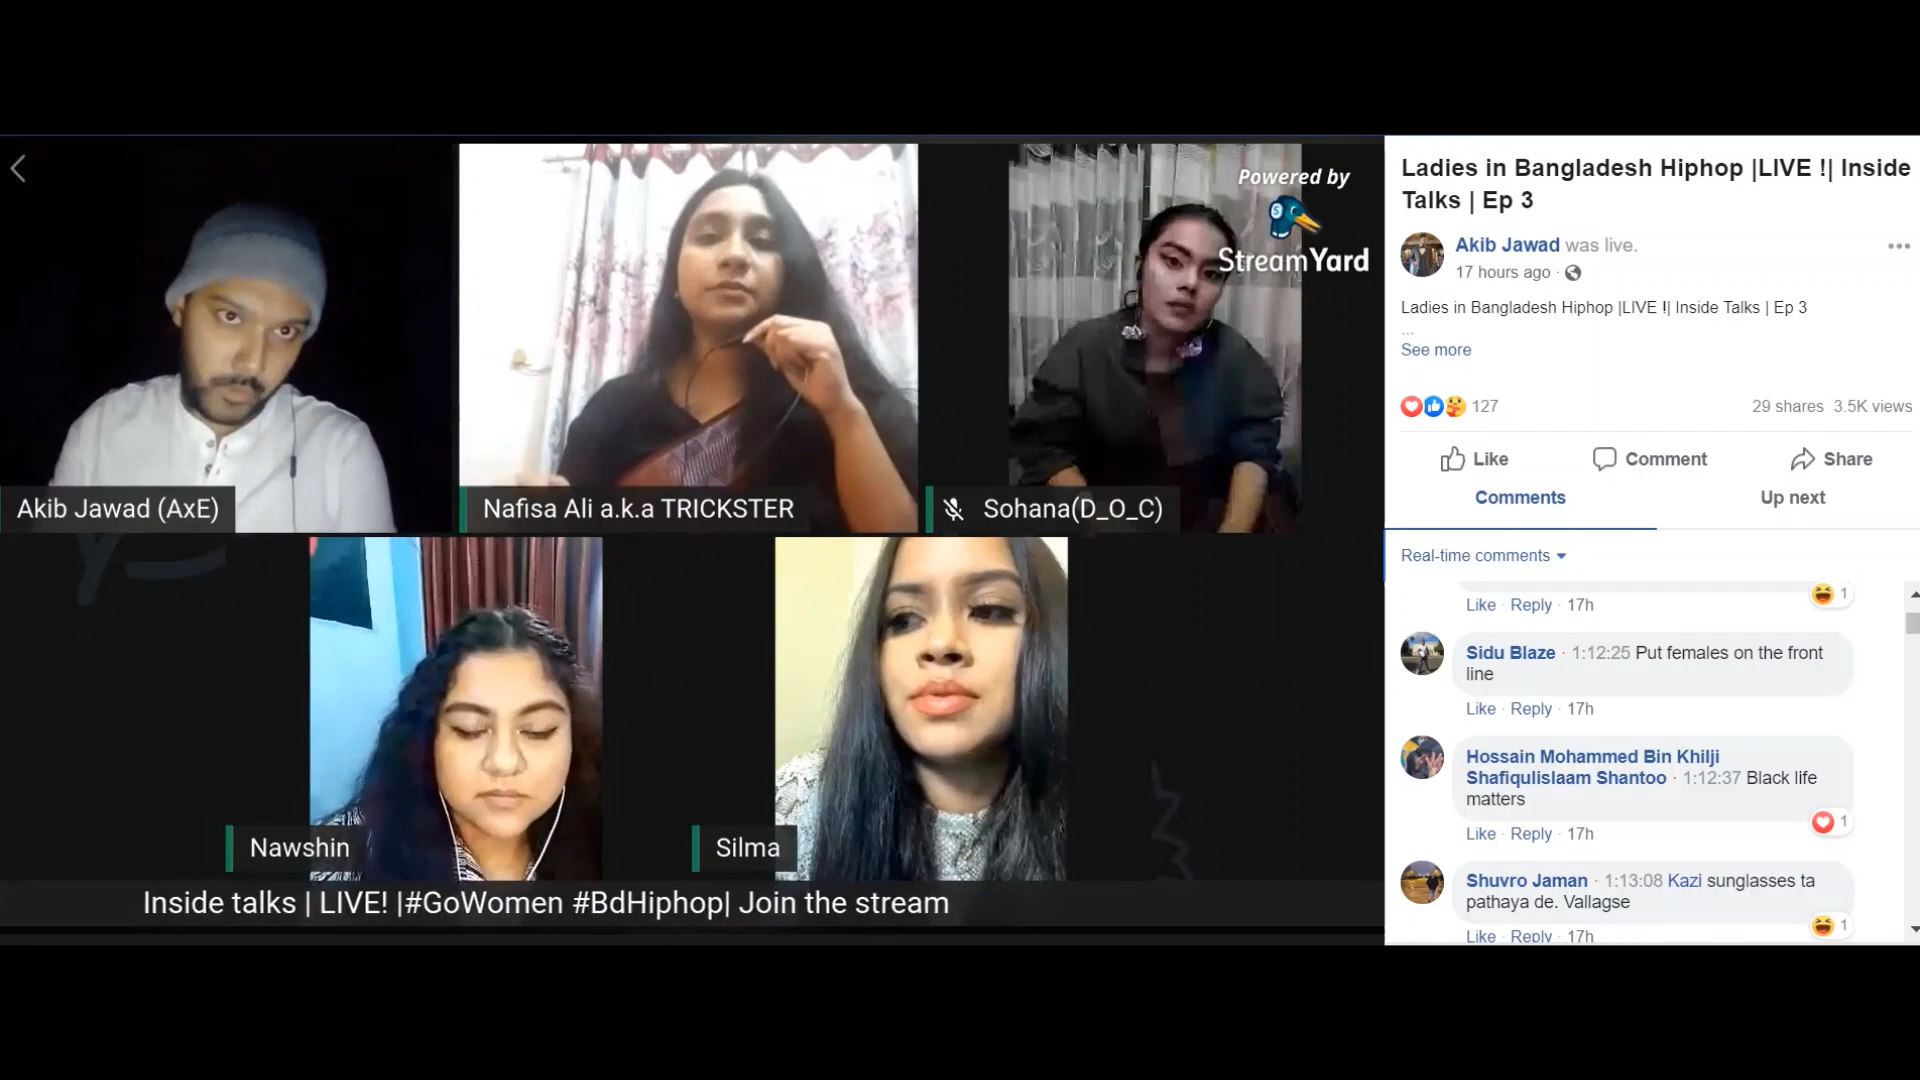 Powered by
StreamYard
Akib Jawad (AxE)
Nafisa Ali a.k.a TRICKSTER
Sohana(D_O_C)
Nawshin
Silma
Inside talks | LIVE! |#GoWomen #BdHiphop| Join the stream
Ladies in Bangladesh Hiphop |LIVE !| Inside
Talks | Ep 3
Akib Jawad was live.
17 hours ago ·
Ladies in Bangladesh Hiphop |LIVE !| Inside Talks | Ep 3
...
See more
127
29 shares 3.5K views
Like Comment Share
Comments Up next
Real-time comments
Like · Reply · 17h
1
Sidu Blaze · 1:12:25 Put females on the front
line
Like · Reply · 17h
Hossain Mohammed Bin Khilji
Shafiqulislaam Shantoo · 1:12:37 Black life
matters
1
Like · Reply · 17h
Shuvro Jaman · 1:13:08 Kazi sunglasses ta
pathaya de. Vallagse
1
Like · Reply · 17h